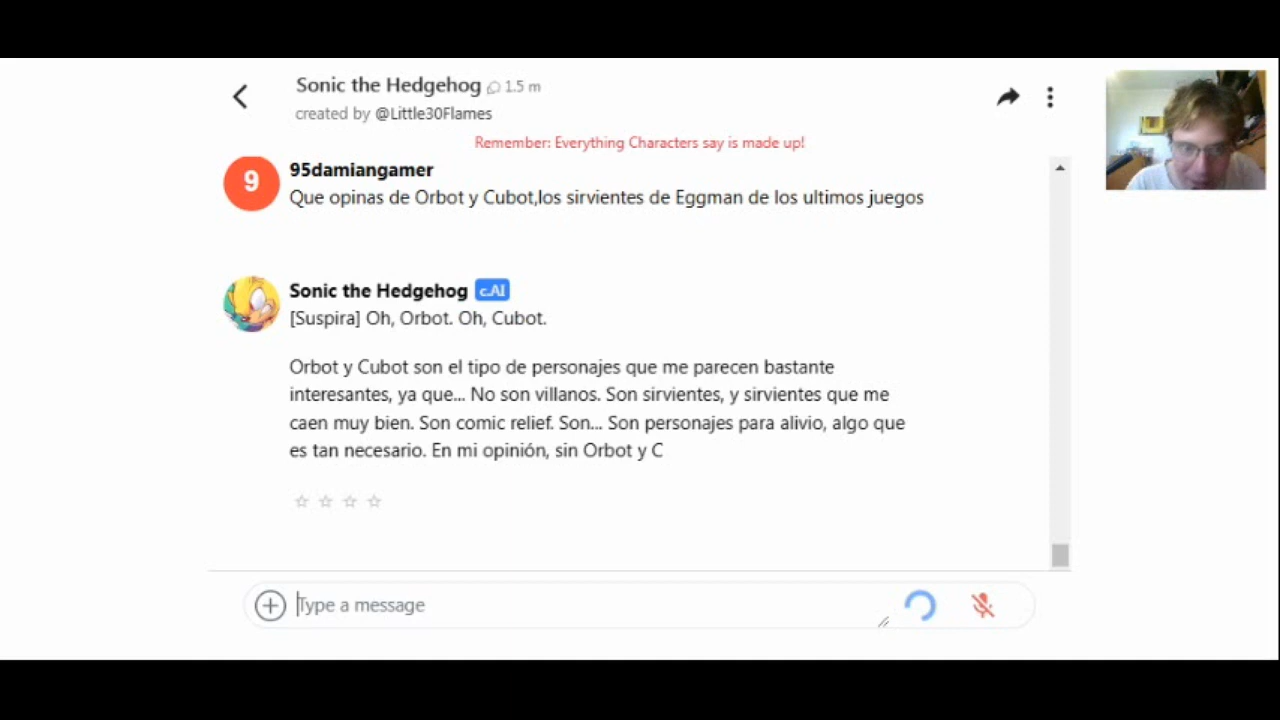 Sonic the Hedgehog 1.5 m
created by @Little30Flames
Remember: Everything Characters say is made up!
9
95damiangamer
Que opinas de Orbot y Cubot,los sirvientes de Eggman de los ultimos juegos
Sonic the Hedgehog c.AI
[Suspira] Oh, Orbot. Oh, Cubot.
Orbot y Cubot son el tipo de personajes que me parecen bastante
interesantes, ya que... No son villanos. Son sirvientes, y sirvientes que me
caen muy bien. Son comic relief. Son... Son personajes para alivio, algo que
es tan necesario. En mi opinión, sin Orbot y C
Type a message